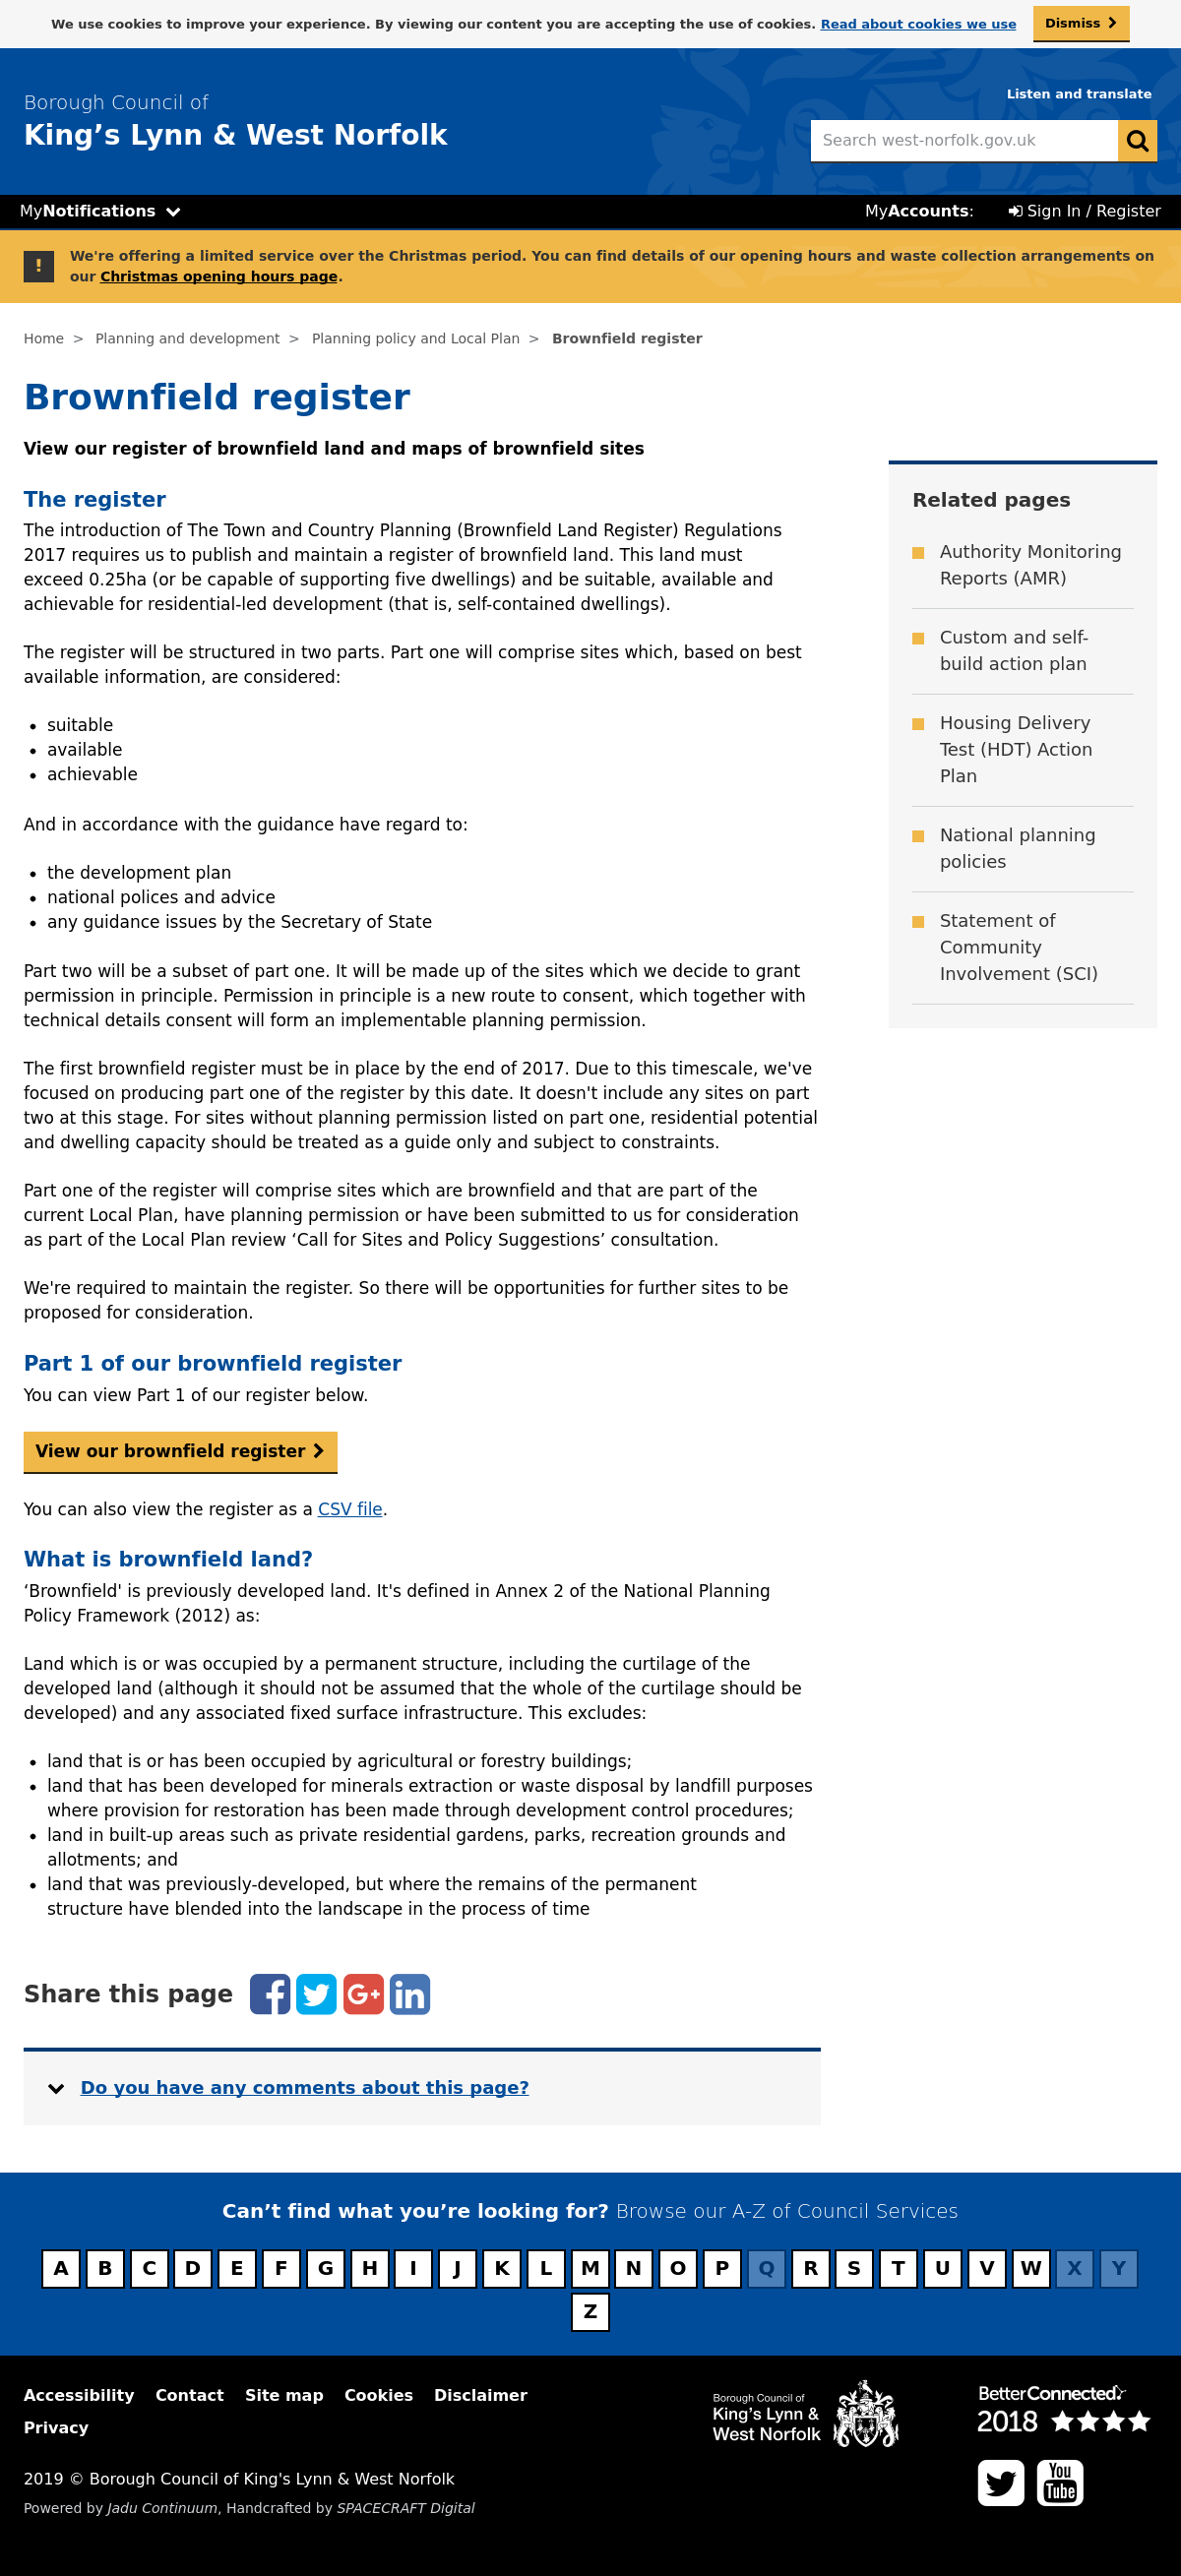 We use cookies to improve your experience. By viewing our content you are accepting the use of cookies. Read about cookies we use
Dismiss
Listen and translate
Borough Council of
King’s Lynn & West Norfolk
Search west-norfolk.gov.uk
MyNotifications
MyAccounts:
Sign In / Register
!
We're offering a limited service over the Christmas period. You can find details of our opening hours and waste collection arrangements on
our Christmas opening hours page.
Home > Planning and development > Planning policy and Local Plan > Brownfield register
Brownfield register
View our register of brownfield land and maps of brownfield sites
The register
The introduction of The Town and Country Planning (Brownfield Land Register) Regulations
2017 requires us to publish and maintain a register of brownfield land. This land must
exceed 0.25ha (or be capable of supporting five dwellings) and be suitable, available and
achievable for residential-led development (that is, self-contained dwellings).
The register will be structured in two parts. Part one will comprise sites which, based on best
available information, are considered:
• suitable
• available
• achievable
And in accordance with the guidance have regard to:
• the development plan
• national polices and advice
• any guidance issues by the Secretary of State
Part two will be a subset of part one. It will be made up of the sites which we decide to grant
permission in principle. Permission in principle is a new route to consent, which together with
technical details consent will form an implementable planning permission.
The first brownfield register must be in place by the end of 2017. Due to this timescale, we've
focused on producing part one of the register by this date. It doesn't include any sites on part
two at this stage. For sites without planning permission listed on part one, residential potential
and dwelling capacity should be treated as a guide only and subject to constraints.
Part one of the register will comprise sites which are brownfield and that are part of the
current Local Plan, have planning permission or have been submitted to us for consideration
as part of the Local Plan review ‘Call for Sites and Policy Suggestions’ consultation.
We're required to maintain the register. So there will be opportunities for further sites to be
proposed for consideration.
Part 1 of our brownfield register
You can view Part 1 of our register below.
View our brownfield register
You can also view the register as a CSV file.
What is brownfield land?
‘Brownfield' is previously developed land. It's defined in Annex 2 of the National Planning
Policy Framework (2012) as:
Land which is or was occupied by a permanent structure, including the curtilage of the
developed land (although it should not be assumed that the whole of the curtilage should be
developed) and any associated fixed surface infrastructure. This excludes:
• land that is or has been occupied by agricultural or forestry buildings;
• land that has been developed for minerals extraction or waste disposal by landfill purposes
where provision for restoration has been made through development control procedures;
• land in built-up areas such as private residential gardens, parks, recreation grounds and
allotments; and
• land that was previously-developed, but where the remains of the permanent
structure have blended into the landscape in the process of time
Related pages
Authority Monitoring
Reports (AMR)
Custom and self-
build action plan
Housing Delivery
Test (HDT) Action
Plan
National planning
policies
Statement of
Community
Involvement (SCI)
Share this page
Do you have any comments about this page?
Can’t find what you’re looking for? Browse our A-Z of Council Services
A B C D E F G H I J K L M N O P Q R S T U V W X Y
Z
Accessibility Contact Site map Cookies Disclaimer
Privacy
2019 © Borough Council of King's Lynn & West Norfolk
Powered by Jadu Continuum, Handcrafted by SPACECRAFT Digital
Borough Council of
King's Lynn &
West Norfolk
BetterConnected
2018
You
Tube